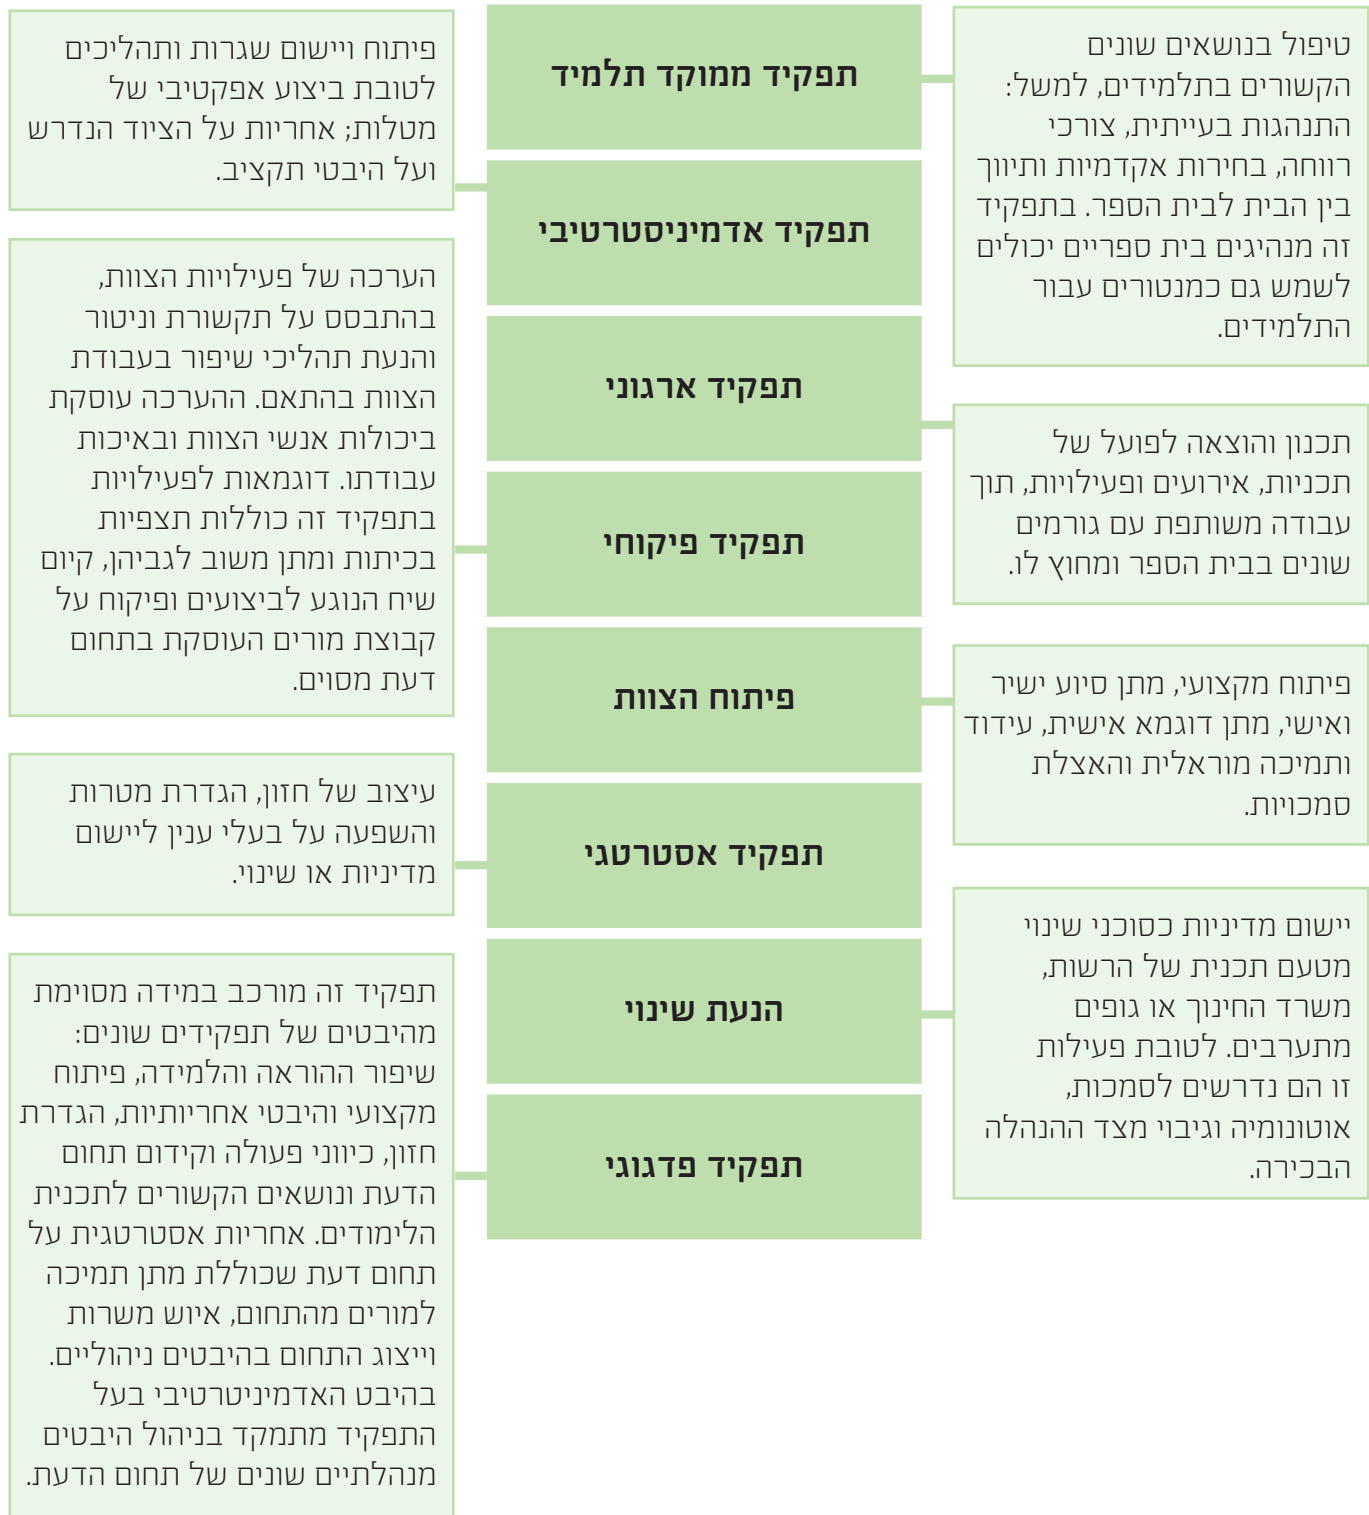 תפקיד ממוקד תלמיד
טיפול בנושאים שונים
הקשורים בתלמידים, למשל:
התנהגות בעייתית, צורכי
רווחה, בחירות אקדמיות ותיווך
בין הבית לבית הספר. בתפקיד
זה מנהיגים בית ספריים יכולים
לשמש גם כמנטורים עבור
התלמידים.
תפקיד אדמיניסטרטיבי
פיתוח ויישום שגרות ותהליכים
לטובת ביצוע אפקטיבי של
מטלות; אחריות על הציוד הנדרש
ועל היבטי תקציב.
תפקיד ארגוני
תכנון והוצאה לפועל של
תכניות, אירועים ופעילויות, תוך
עבודה משותפת עם גורמים
שונים בבית הספר ומחוץ לו.
תפקיד פיקוחי
הערכה של פעילויות הצוות,
בהתבסס על תקשורת וניטור
והנעת תהליכי שיפור בעבודת
הצוות בהתאם. ההערכה עוסקת
ביכולות אנשי הצוות ובאיכות
עבודתו. דוגמאות לפעילויות
בתפקיד זה כוללות תצפיות
בכיתות ומתן משוב לגביהן, קיום
שיח הנוגע לביצועים ופיקוח על
קבוצת מורים העוסקת בתחום
דעת מסוים.
פיתוח הצוות
פיתוח מקצועי, מתן סיוע ישיר
ואישי, מתן דוגמא אישית, עידוד
ותמיכה מוראלית והאצלת
סמכויות.
תפקיד אסטרטגי
עיצוב של חזון, הגדרת מטרות
והשפעה על בעלי ענין ליישום
מדיניות או שינוי.
הנעת שינוי
יישום מדיניות כסוכני שינוי
מטעם תכנית של הרשות,
משרד החינוך או גופים
מתערבים. לטובת פעילות
זו הם נדרשים לסמכות,
אוטונומיה וגיבוי מצד ההנהלה
הבכירה.
תפקיד פדגוגי
תפקיד זה מורכב במידה מסוימת
מהיבטים של תפקידים שונים:
שיפור ההוראה והלמידה, פיתוח
מקצועי והיבטי אחריותיות, הגדרת
חזון, כיווני פעולה וקידום תחום
הדעת ונושאים הקשורים לתכנית
הלימודים. אחריות אסטרטגית על
תחום דעת שכוללת מתן תמיכה
למורים מהתחום, איוש משרות
וייצוג התחום בהיבטים ניהוליים.
בהיבט האדמיניטרטיבי בעל
התפקיד מתמקד בניהול היבטים
מנהלתיים שונים של תחום הדעת.